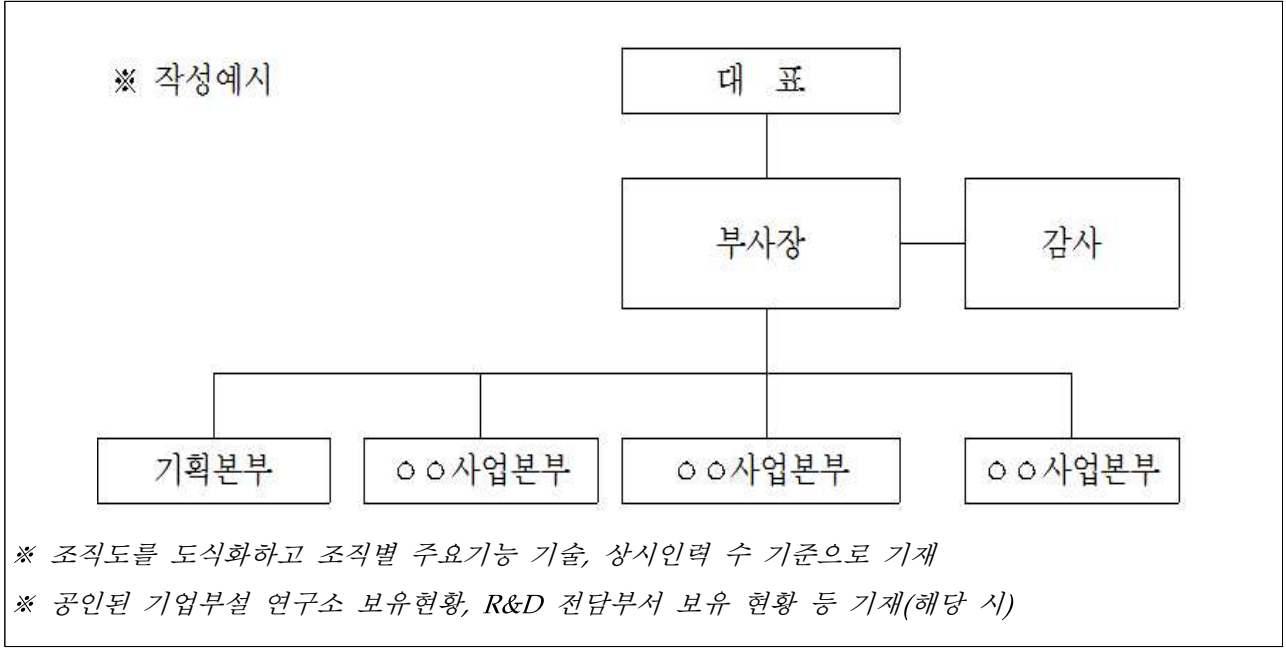 ※ 작성예시
대 표
부사장
감사
기획본부
○○사업본부
○○사업본부
○○사업본부
※ 조직도를 도식화하고 조직별 주요기능 기술, 상시인력 수 기준으로 기재
※ 공인된 기업부설 연구소 보유현황, R&D 전담부서 보유 현황 등 기재(해당 시)